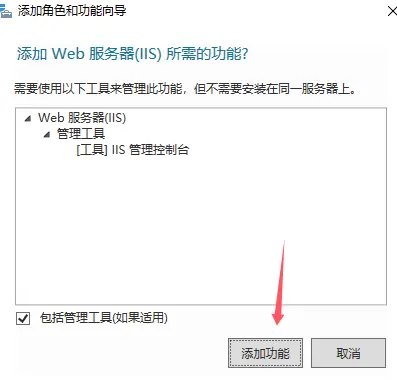 添加角色和功能向导
添加 Web 服务器(IIS) 所需的功能?
需要使用以下工具来管理此功能，但不需要安装在同一服务器上。
Web 服务器(IIS)
管理工具
[工具] IIS 管理控制台
包括管理工具(如果适用)
添加功能
取消